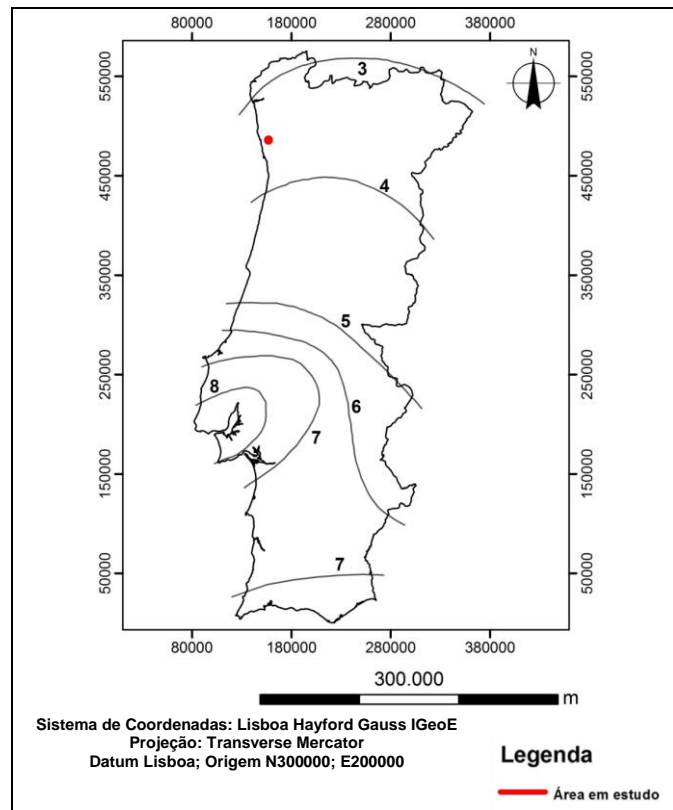 80000 180000 280000 380000
N
550000 550000
3
450000 450000
4
350000 350000
5
250000 250000
8
6
7
150000 150000
7
50000 50000
80000 180000 280000 380000
300.000
m
Sistema de Coordenadas: Lisboa Hayford Gauss IGeoE
Projeção: Transverse Mercator
Datum Lisboa; Origem N300000; E200000
Legenda
Área em estudo